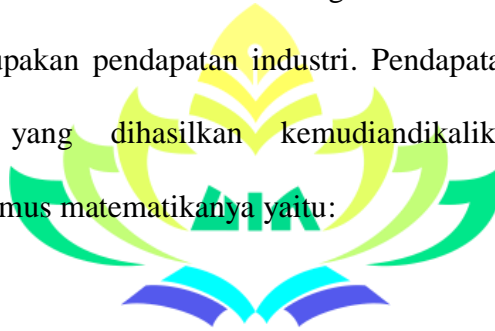 upakan pendapatan industri. Pendapata
yang dihasilkan kemudiandikalik
mus matematikanya yaitu: